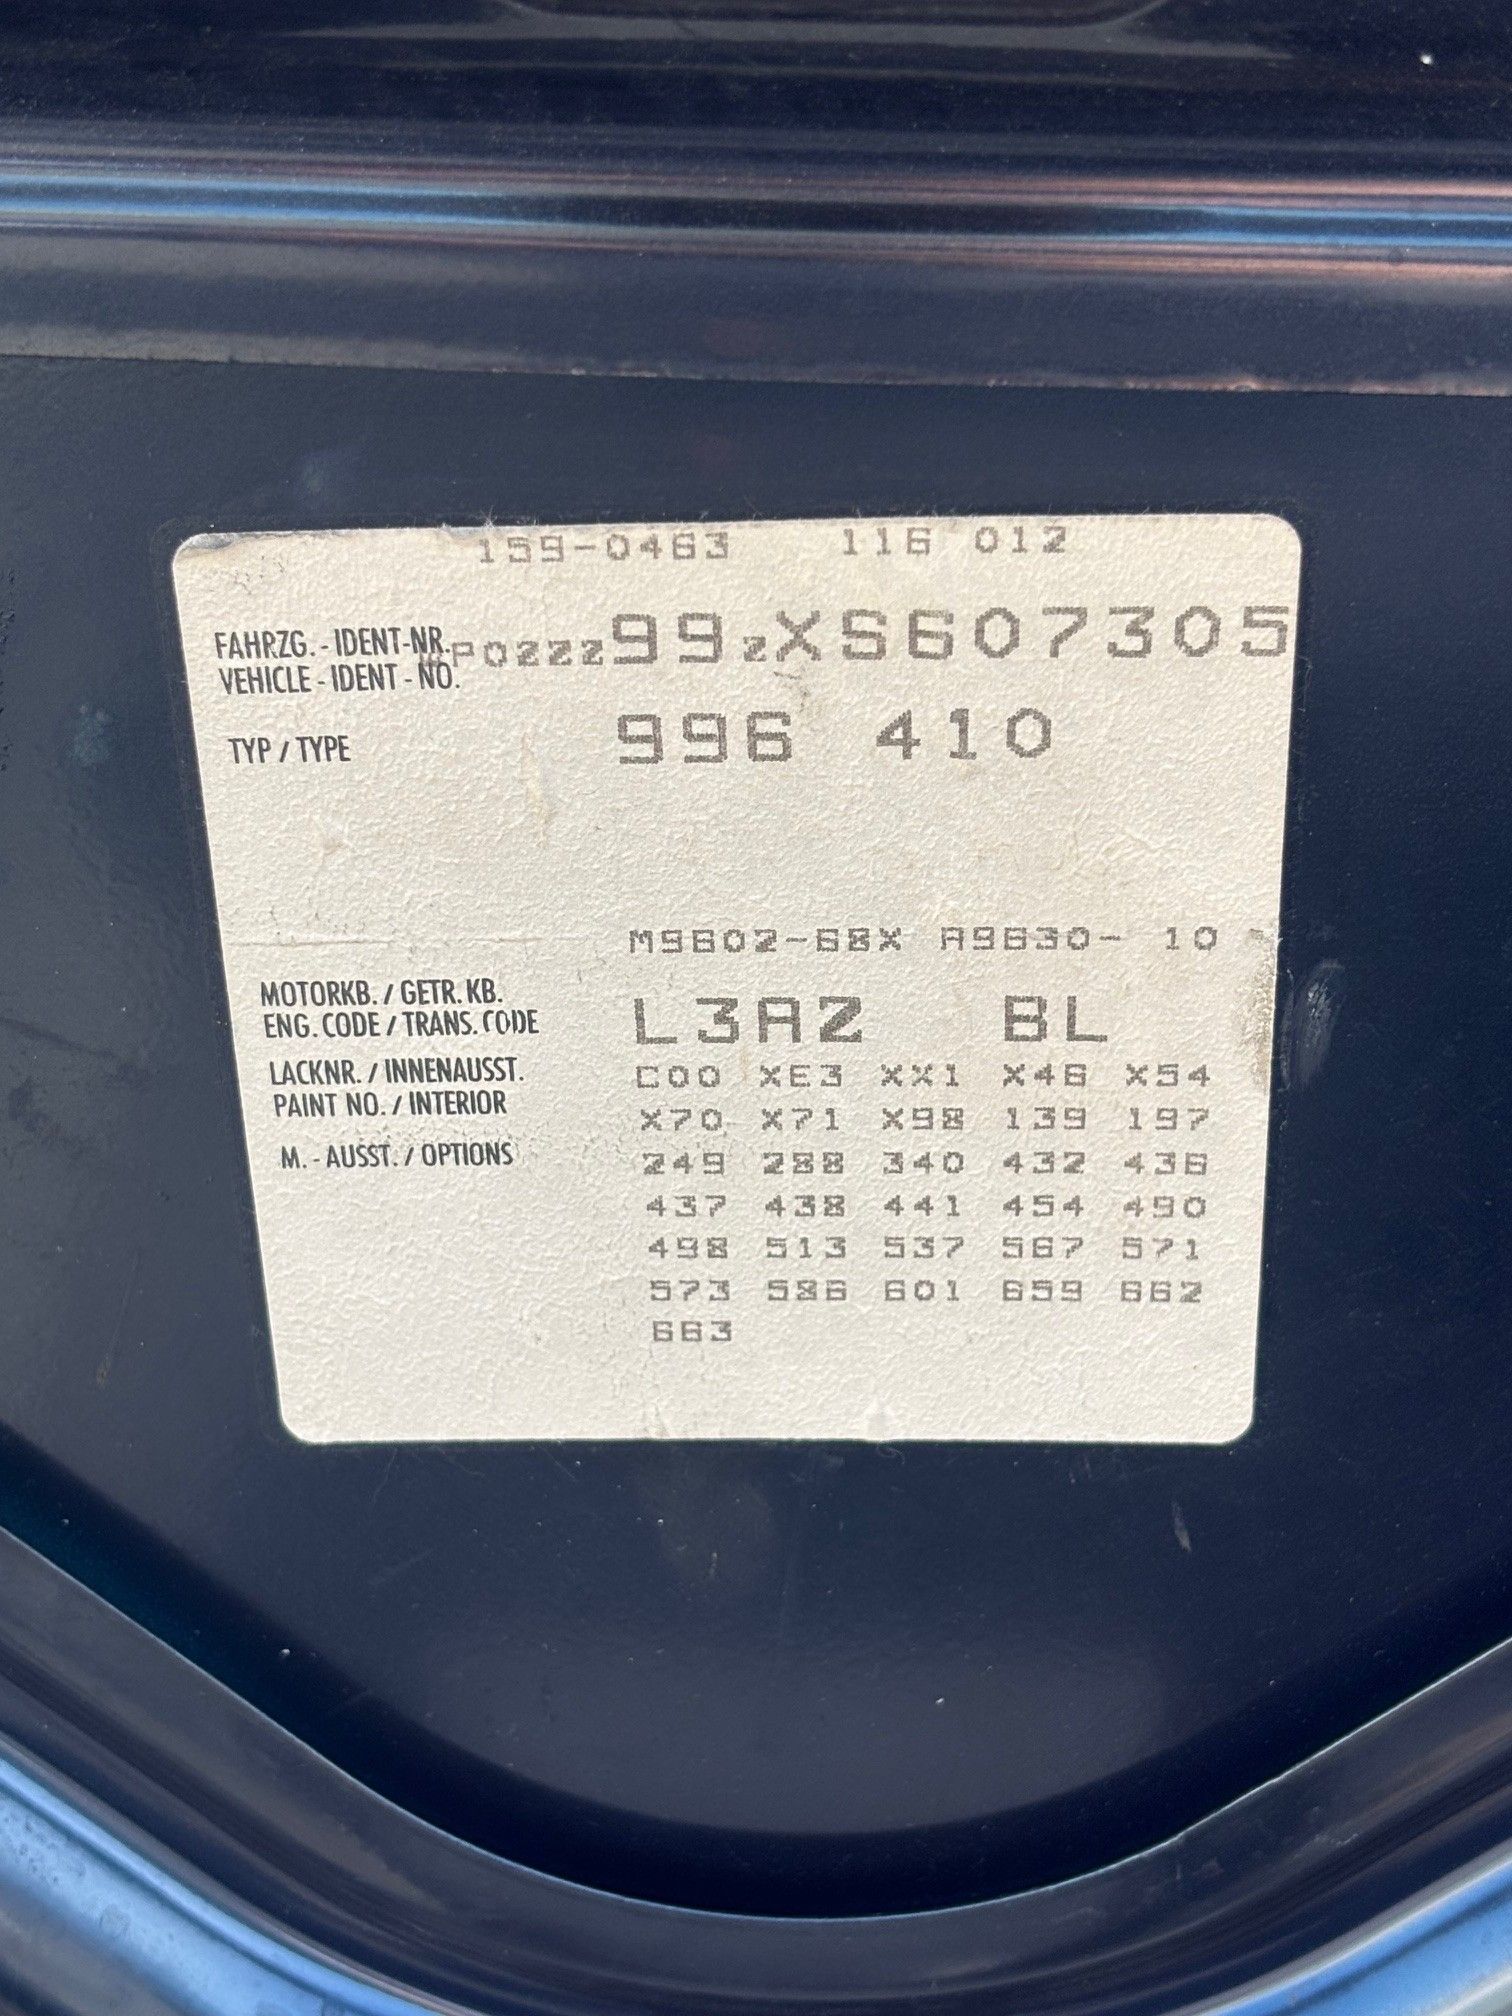 159-0463 116 012
FAHRZG. - IDENT-NR. WP0ZZZ99ZXS607305
VEHICLE - IDENT - NO.
TYP / TYPE 996 410
M9602-68X A9630- 10
MOTORKB. / GETR. KB.
ENG. CODE / TRANS. CODE L3AZ BL
LACKNR. / INNENAUSST. C00 XE3 XX1 X46 X54
PAINT NO. / INTERIOR X70 X71 X98 139 197
M. - AUSST. / OPTIONS 249 288 340 432 436
437 438 441 454 490
498 513 537 567 571
573 586 601 659 662
663